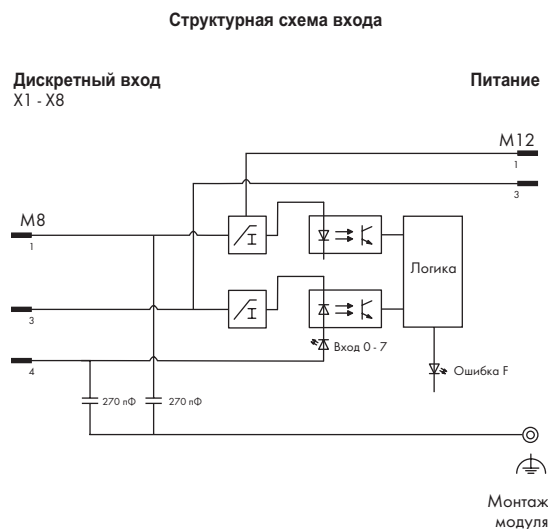 Структурная схема входа
Дискретный вход
X1 - X8
Питание
M12
1
3
M8
1
Логика
3
Вход 0 - 7
4
Ошибка F
270 пФ
270 пФ
Монтаж
модуля